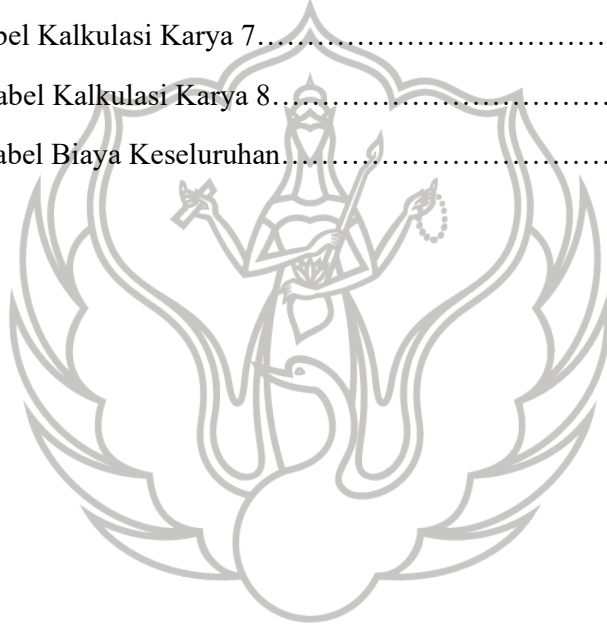 bel Kalkulasi Karya 7……………………………….
abel Kalkulasi Karya 8……………………………….
abel Biaya Keseluruhan……………………………….